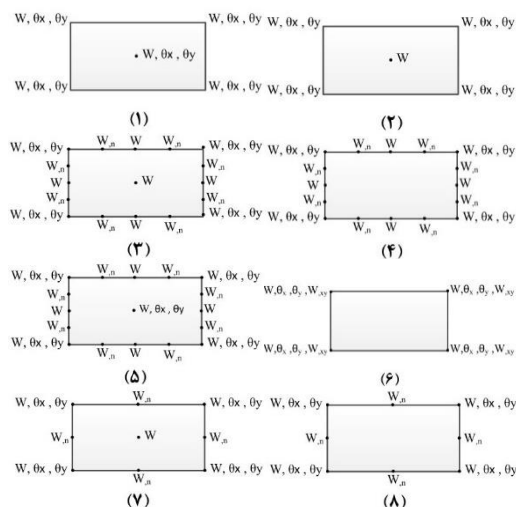 W, θx , θy W, θx , θy W, θx , θy W, θx , θy
W, θx , θy W
W, θx , θy W, θx , θy W, θx , θy W, θx , θy
(۱) (۲)
W, θx , θy W,n W W,n W, θx , θy W, θx , θy W,n W W,n W, θx , θy
W,n W,n W,n W,n
W W W W W
W,n W,n W,n W,n
W, θx , θy W,n W W,n W, θx , θy W, θx , θy W,n W W,n W, θx , θy
(۳) (۴)
W, θx , θy W,n W W,n W, θx , θy
W,n W,n W,θx ,θy ,Wxy W,θx ,θy ,W,xy
W W, θx , θy W
W,n W,n
W, θx , θy W,n W W,n W, θx , θy W,θx ,θy ,Wxy W,θx ,θy ,W,xy
(۵) (۶)
W, θx , θy W,n W, θx , θy W, θx , θy W,n W, θx , θy
W,n W W,n W,n W,n
W, θx , θy W,n W, θx , θy W, θx , θy W,n W, θx , θy
(۷) (۸)